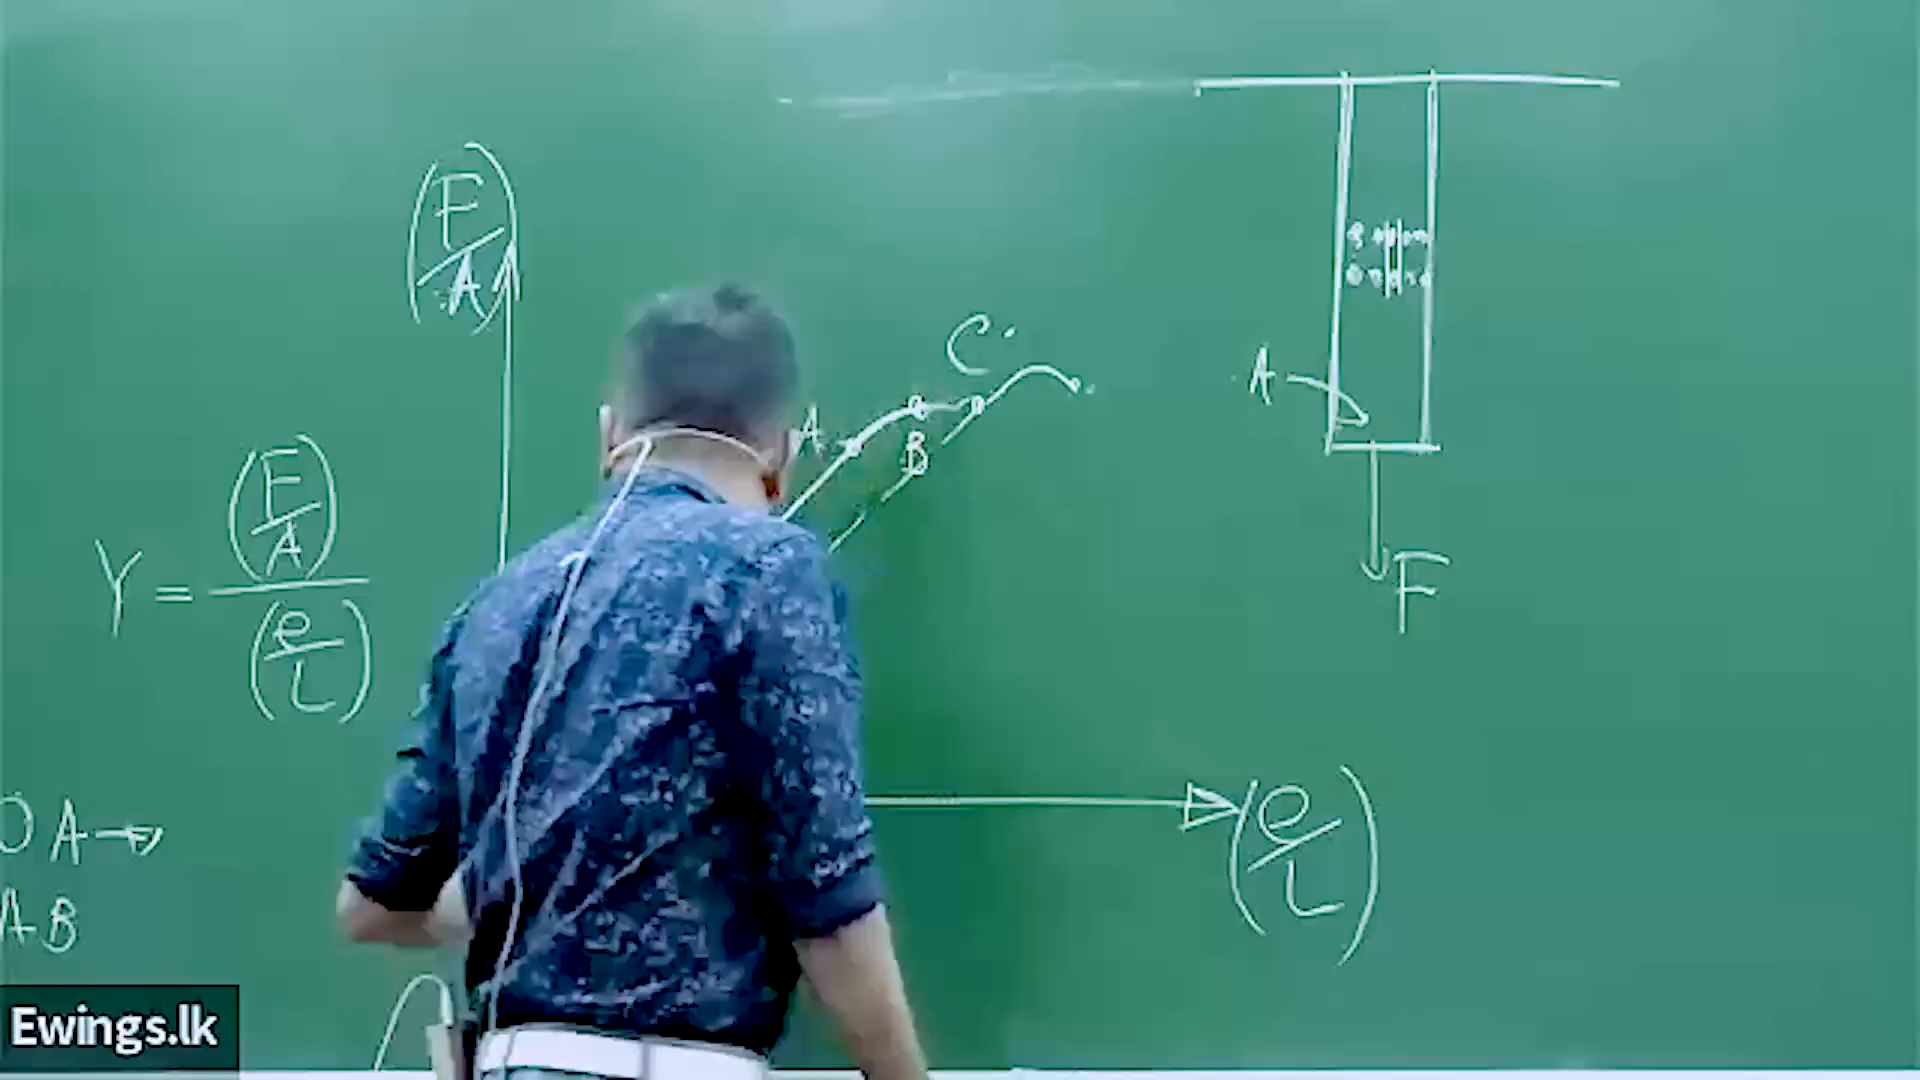 (F/A)
C
A
B
A
F
Y = (F/A)/(e/L)
(e/L)
OA →
AB
Ewings.lk